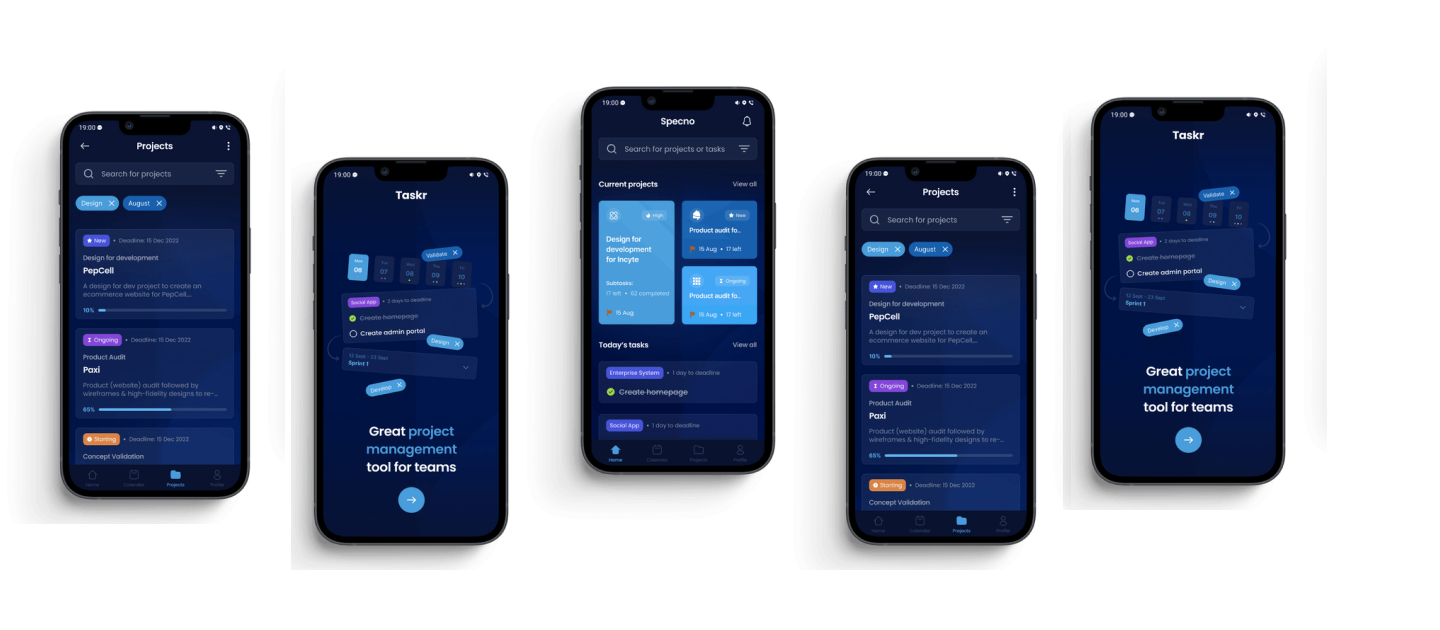 19:00
Projects
Search for projects
Design
August
New • Deadline: 15 Dec 2022
Design for development
PepCell
A design for dev project to create an
ecommerce website for PepCell...
10%
Ongoing • Deadline: 15 Dec 2022
Product Audit
Paxi
Product (website) audit followed by
wireframes & high-fidelity designs to re-...
65%
Starting • Deadline: 15 Dec 2022
Concept Validation
Home Calendar Projects Profile
19:00
Taskr
Validate
Mon Tue Wed Thu Fri
06 07 08 09 10
Social App • 2 days to deadline
Create homepage
Create admin portal
Design
12 Sept - 23 Sept
Sprint 1
Develop
Great project
management
tool for teams
19:00
Specno
Search for projects or tasks
Current projects View all
High
Design for
development
for Incyte
Subtasks:
17 left • 62 completed
15 Aug
New
Product audit fo..
15 Aug • 17 left
Ongoing
Product audit fo..
15 Aug • 17 left
Today's tasks View all
Enterprise System • 1 day to deadline
Create homepage
Social App • 1 day to deadline
Home Calendar Projects Profile
19:00
Projects
Search for projects
Design
August
New • Deadline: 15 Dec 2022
Design for development
PepCell
A design for dev project to create an
ecommerce website for PepCell...
10%
Ongoing • Deadline: 15 Dec 2022
Product Audit
Paxi
Product (website) audit followed by
wireframes & high-fidelity designs to re-...
65%
Starting • Deadline: 15 Dec 2022
Concept Validation
Home Calendar Projects Profile
19:00
Taskr
Validate
Mon Tue Wed Thu Fri
06 07 08 09 10
Social App • 2 days to deadline
Create homepage
Create admin portal
Design
12 Sept - 23 Sept
Sprint 1
Develop
Great project
management
tool for teams